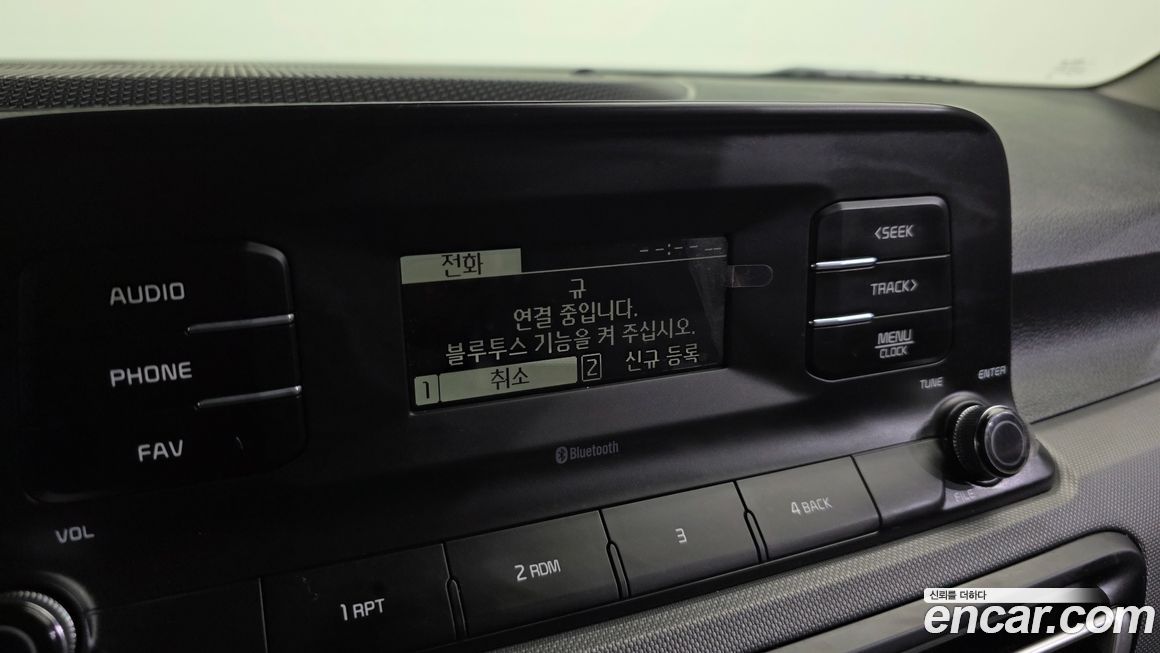 AUDIO
PHONE
FAV
VOL
전화
--:-- --
규
연결 중입니다.
블루투스 기능을 켜 주십시오.
1 취소 2 신규 등록
Bluetooth
<SEEK
TRACK>
MENU
CLOCK
TUNE
ENTER
FILE
1 RPT
2 RDM
3
4 BACK
신뢰를 더하다
encar.com